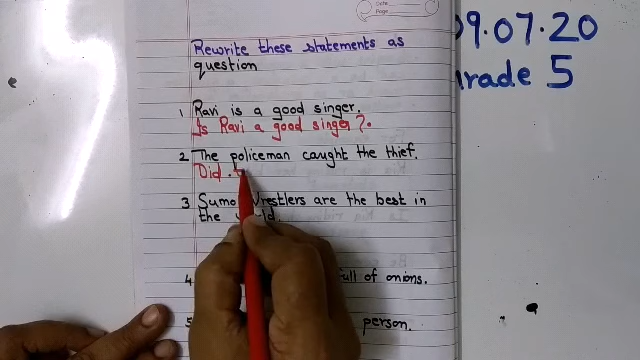 Date
Page
09.07.20
Grade 5
Rewrite these statements as
question
1 Ravi is a good singer.
Is Ravi a good singer?.
2 The policeman caught the thief.
Did
3 Sumo Wrestlers are the best in
the
4 full of onions.
5 person.